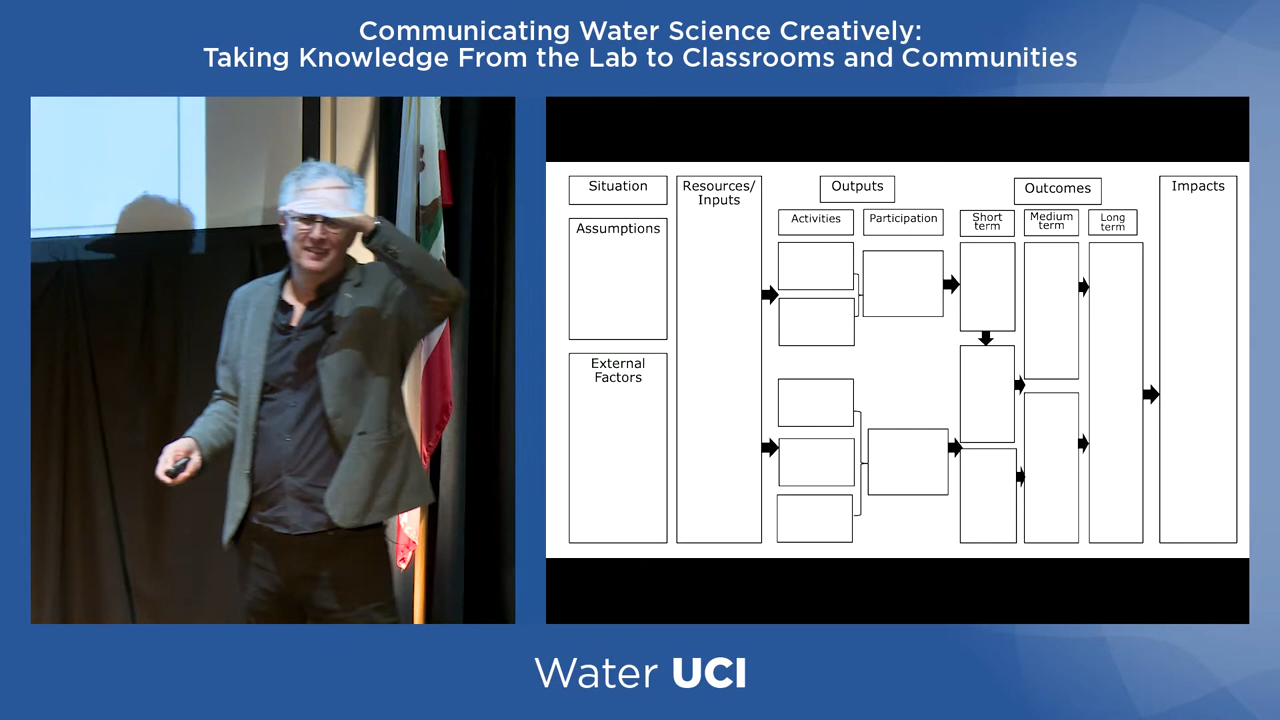 Communicating Water Science Creatively:
Taking Knowledge From the Lab to Classrooms and Communities
Situation
Assumptions
External
Factors
Resources/
Inputs
Outputs
Activities
Participation
Outcomes
Short
term
Medium
term
Long
term
Impacts
Water UCI